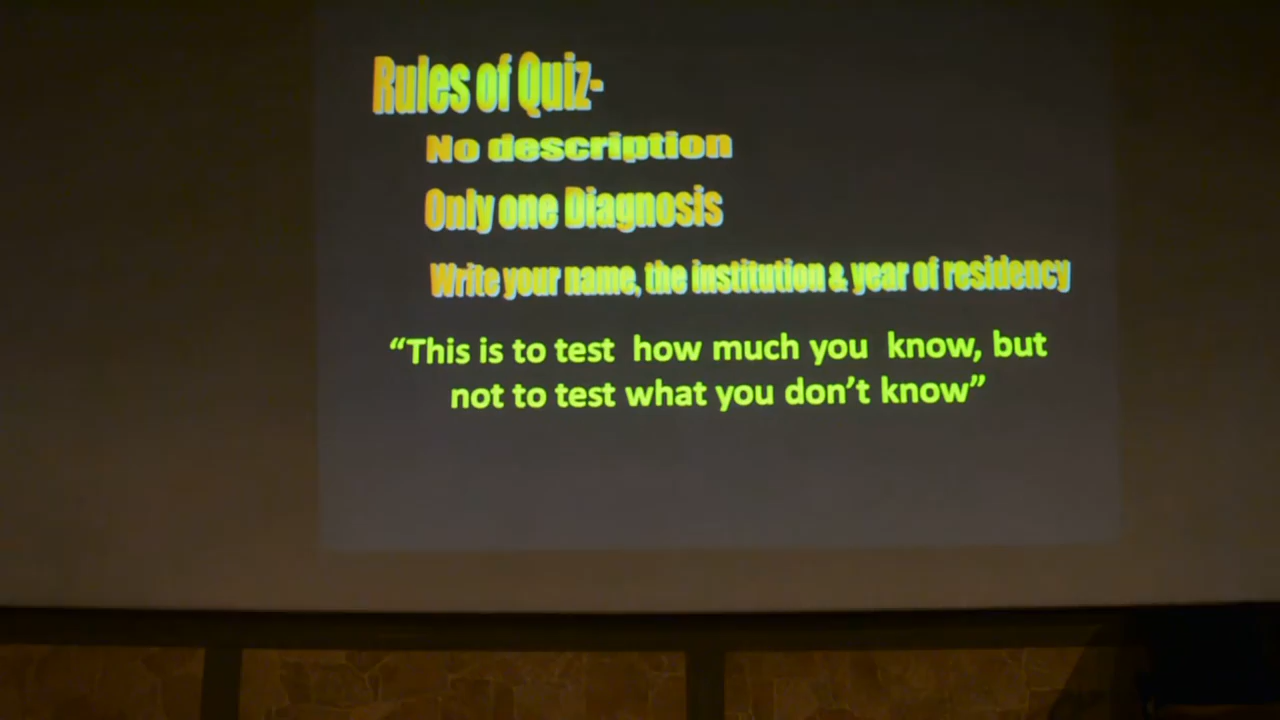 Rules of Quiz-
No description
Only one Diagnosis
Write your name, the institution & year of residency
“This is to test how much you know, but
not to test what you don’t know”